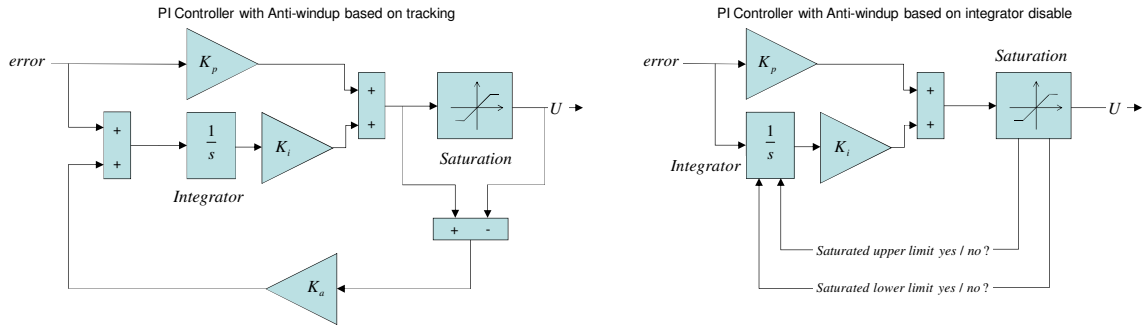 PI Controller with Anti-windup based on tracking
error
K_p
+
+
Saturation
U
+
+
1/s
Integrator
K_i
+ -
K_a
PI Controller with Anti-windup based on integrator disable
error
K_p
Saturation
+
+
U
1/s
Integrator
K_i
Saturated upper limit yes / no ?
Saturated lower limit yes / no ?